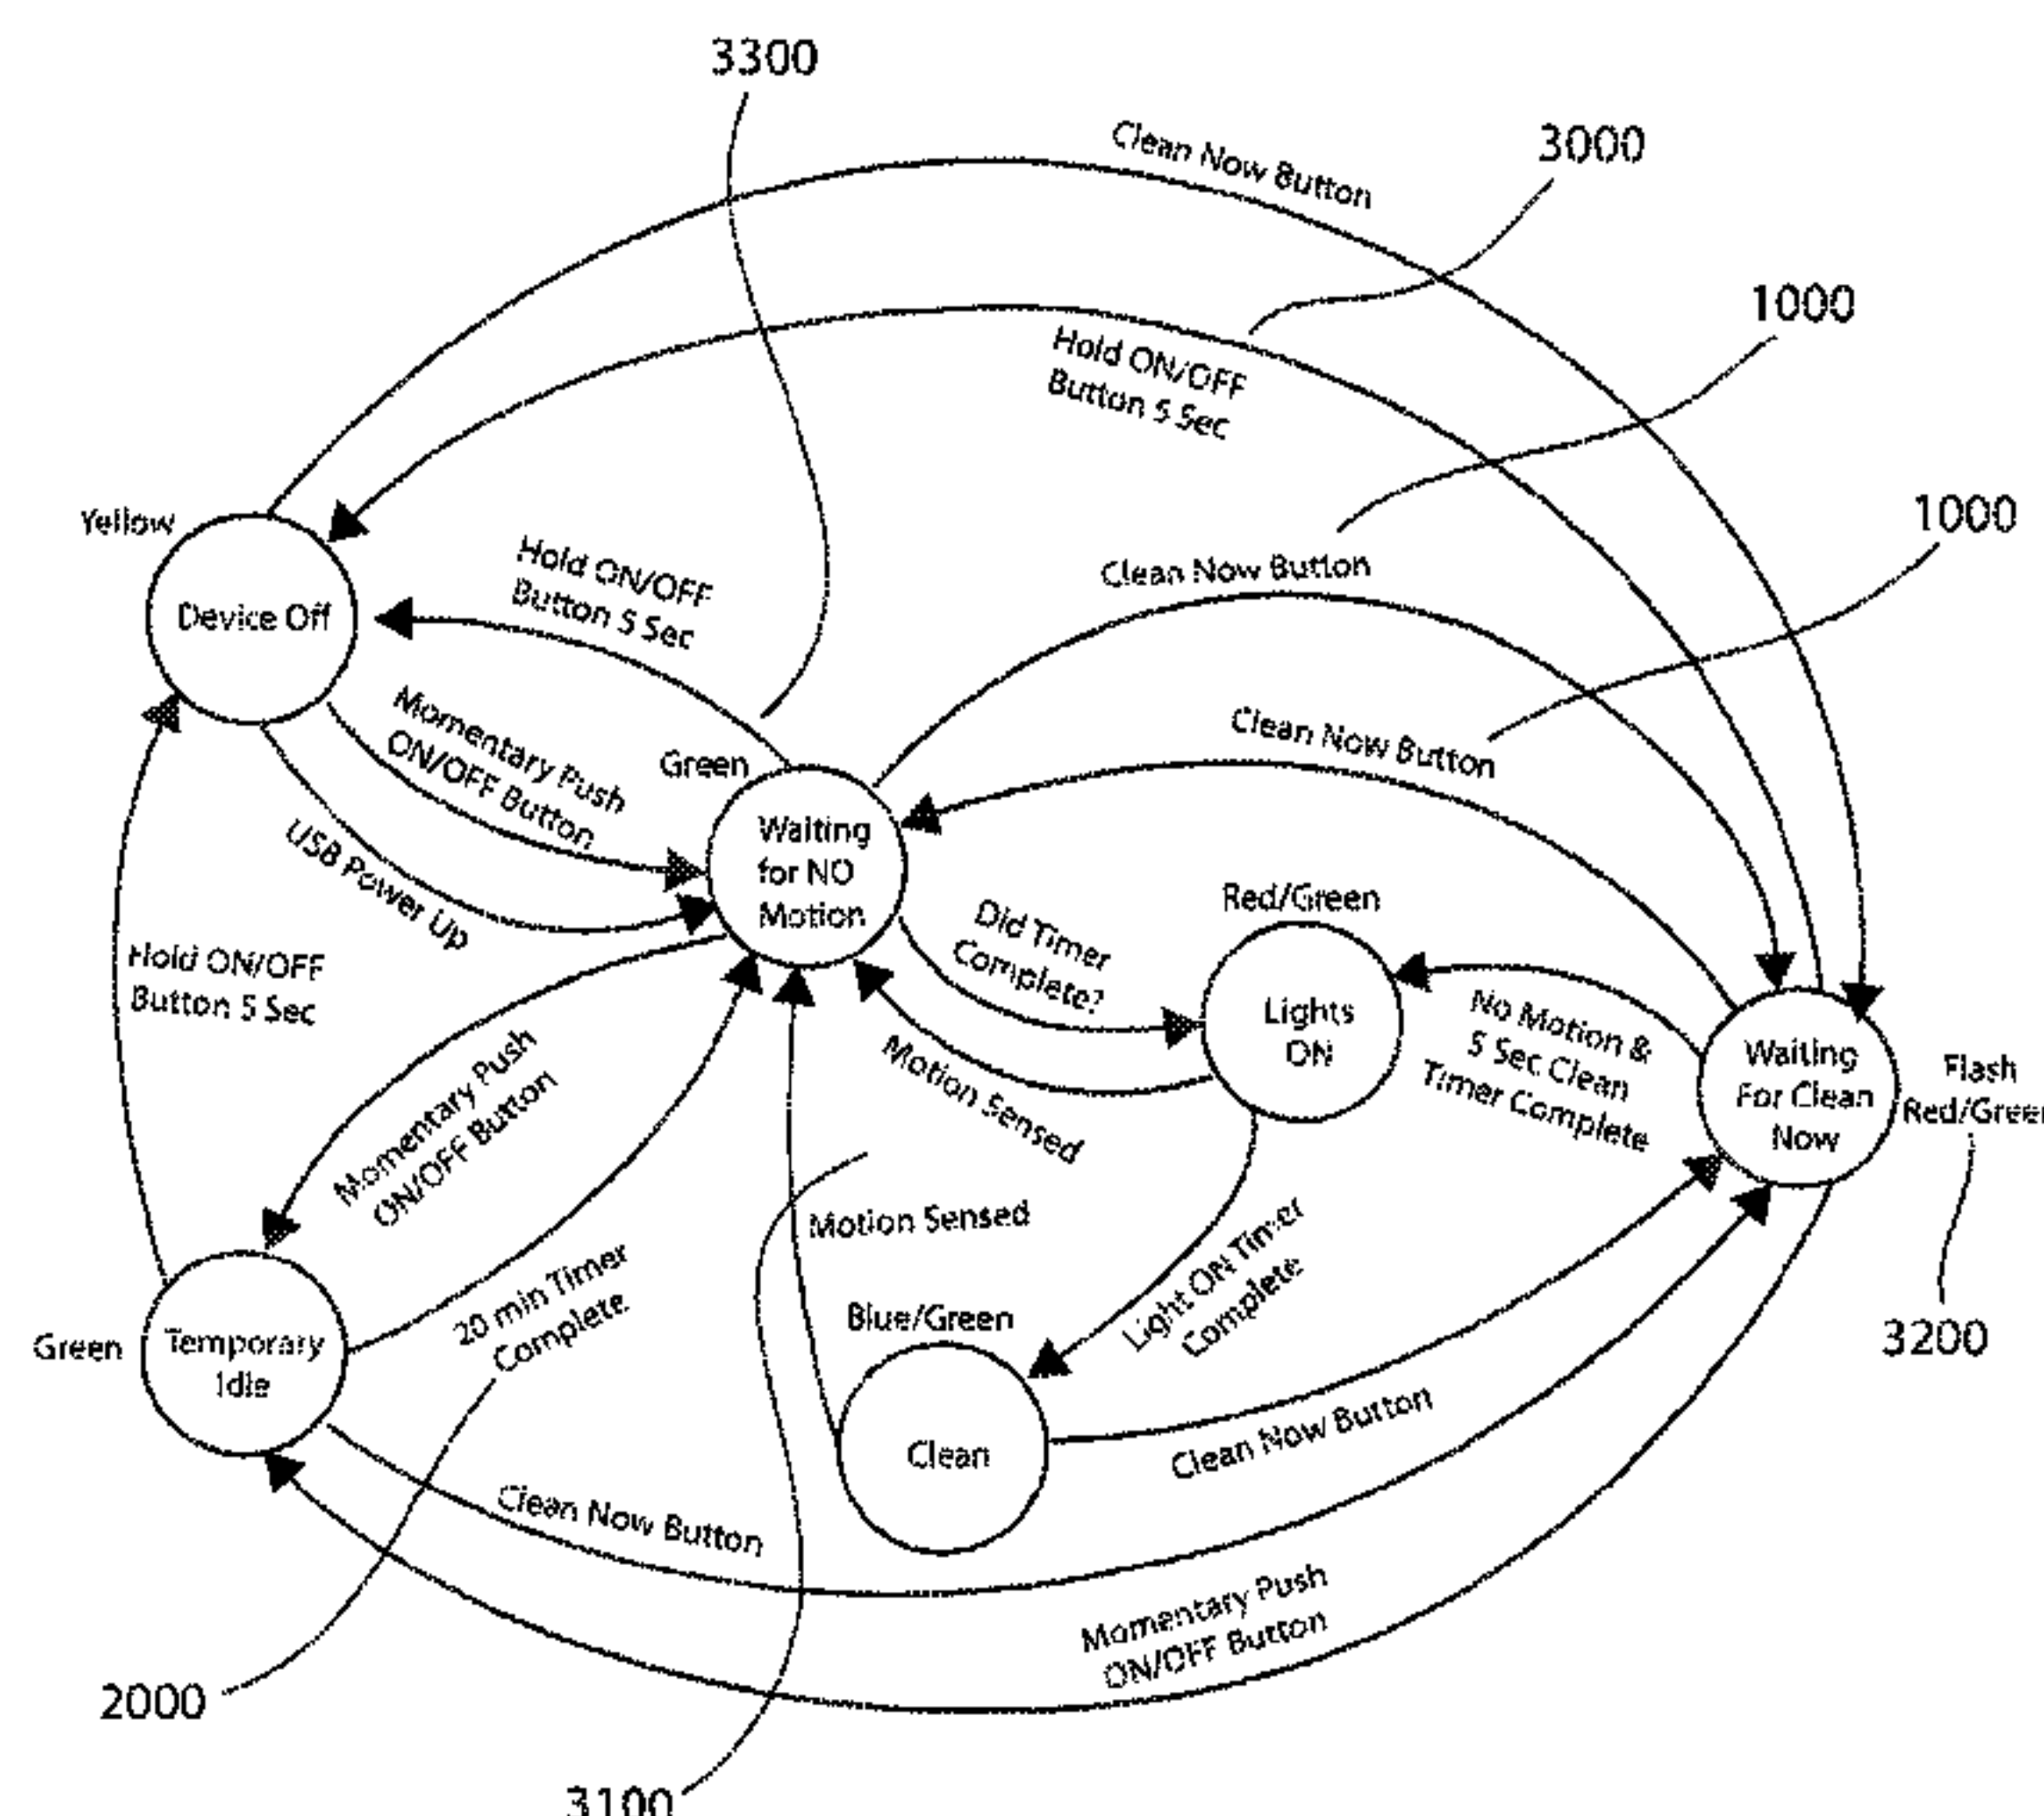 3300
Clean Now Button
3000
1000
Hold ON/OFF
Button 5 Sec
1000
Yellow
Device Off
Hold ON/OFF
Button 5 Sec
Clean Now Button
Momentary Push
ON/OFF Button
Green
Clean Now Button
USB Power Up
Waiting
for NO
Motion
Red/Green
Did Timer
Complete?
Hold ON/OFF
Button 5 Sec
Lights
ON
No Motion &
5 Sec Clean
Timer Complete
Waiting
For Clean
Now
Flash
Red/Green
Motion Sensed
Momentary Push
ON/OFF Button
Motion Sensed
Light ON Timer
Complete
20 min Timer
Complete
Blue/Green
3200
Green
Temporary
Idle
Clean
Clean Now Button
Clean Now Button
Momentary Push
ON/OFF Button
2000
3100